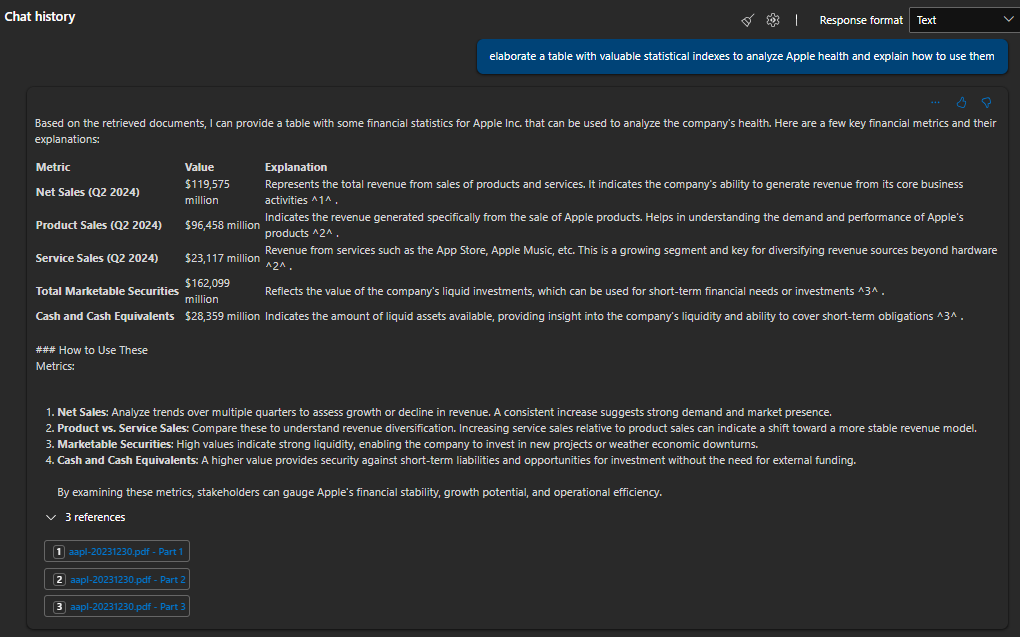 Chat history
Response format
Text
elaborate a table with valuable statistical indexes to analyze Apple health and explain how to use them
Based on the retrieved documents, I can provide a table with some financial statistics for Apple Inc. that can be used to analyze the company's health. Here are a few key financial metrics and their
explanations:
Metric Value Explanation
Net Sales (Q2 2024) $119,575
million Represents the total revenue from sales of products and services. It indicates the company's ability to generate revenue from its core business
activities ^1^ .
Product Sales (Q2 2024) $96,458 million Indicates the revenue generated specifically from the sale of Apple products. Helps in understanding the demand and performance of Apple's
products ^2^ .
Service Sales (Q2 2024) $23,117 million Revenue from services such as the App Store, Apple Music, etc. This is a growing segment and key for diversifying revenue sources beyond hardware
^2^ .
Total Marketable Securities $162,099
million Reflects the value of the company's liquid investments, which can be used for short-term financial needs or investments ^3^ .
Cash and Cash Equivalents $28,359 million Indicates the amount of liquid assets available, providing insight into the company's liquidity and ability to cover short-term obligations ^3^ .
### How to Use These
Metrics:
1. Net Sales: Analyze trends over multiple quarters to assess growth or decline in revenue. A consistent increase suggests strong demand and market presence.
2. Product vs. Service Sales: Compare these to understand revenue diversification. Increasing service sales relative to product sales can indicate a shift toward a more stable revenue model.
3. Marketable Securities: High values indicate strong liquidity, enabling the company to invest in new projects or weather economic downturns.
4. Cash and Cash Equivalents: A higher value provides security against short-term liabilities and opportunities for investment without the need for external funding.
By examining these metrics, stakeholders can gauge Apple's financial stability, growth potential, and operational efficiency.
3 references
1 aapl-20231230.pdf - Part 1
2 aapl-20231230.pdf - Part 2
3 aapl-20231230.pdf - Part 3